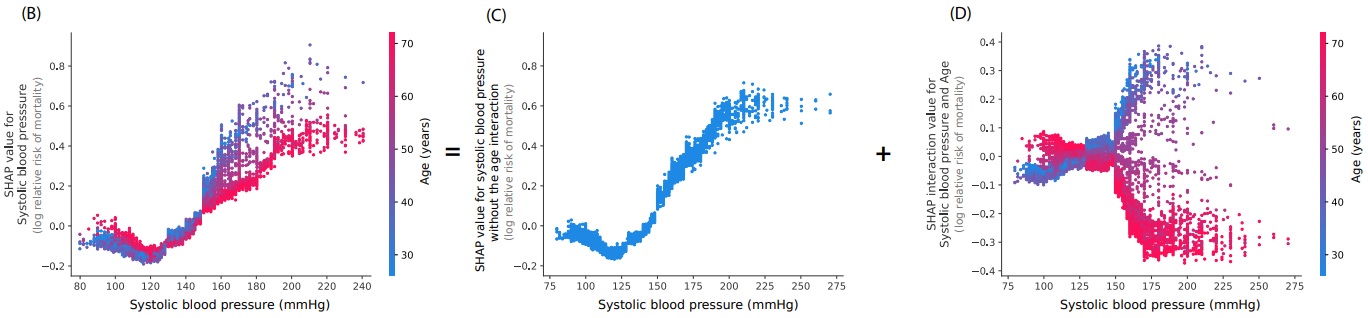 (B)
SHAP value for
Systolic blood pressure
(log relative risk of mortality)
0.8
0.6
0.4
0.2
0.0
−0.2
80 100 120 140 160 180 200 220 240
Systolic blood pressure (mmHg)
70
60
50
40
30
Age (years)
=
(C)
SHAP value for systolic blood pressure
without the age interaction
(log relative risk of mortality)
0.8
0.6
0.4
0.2
0.0
−0.2
75 100 125 150 175 200 225 250 275
Systolic blood pressure (mmHg)
+
(D)
SHAP interaction value for
Systolic blood pressure and Age
(log relative risk of mortality)
0.4
0.3
0.2
0.1
0.0
−0.1
−0.2
−0.3
−0.4
75 100 125 150 175 200 225 250 275
Systolic blood pressure (mmHg)
70
60
50
40
30
Age (years)